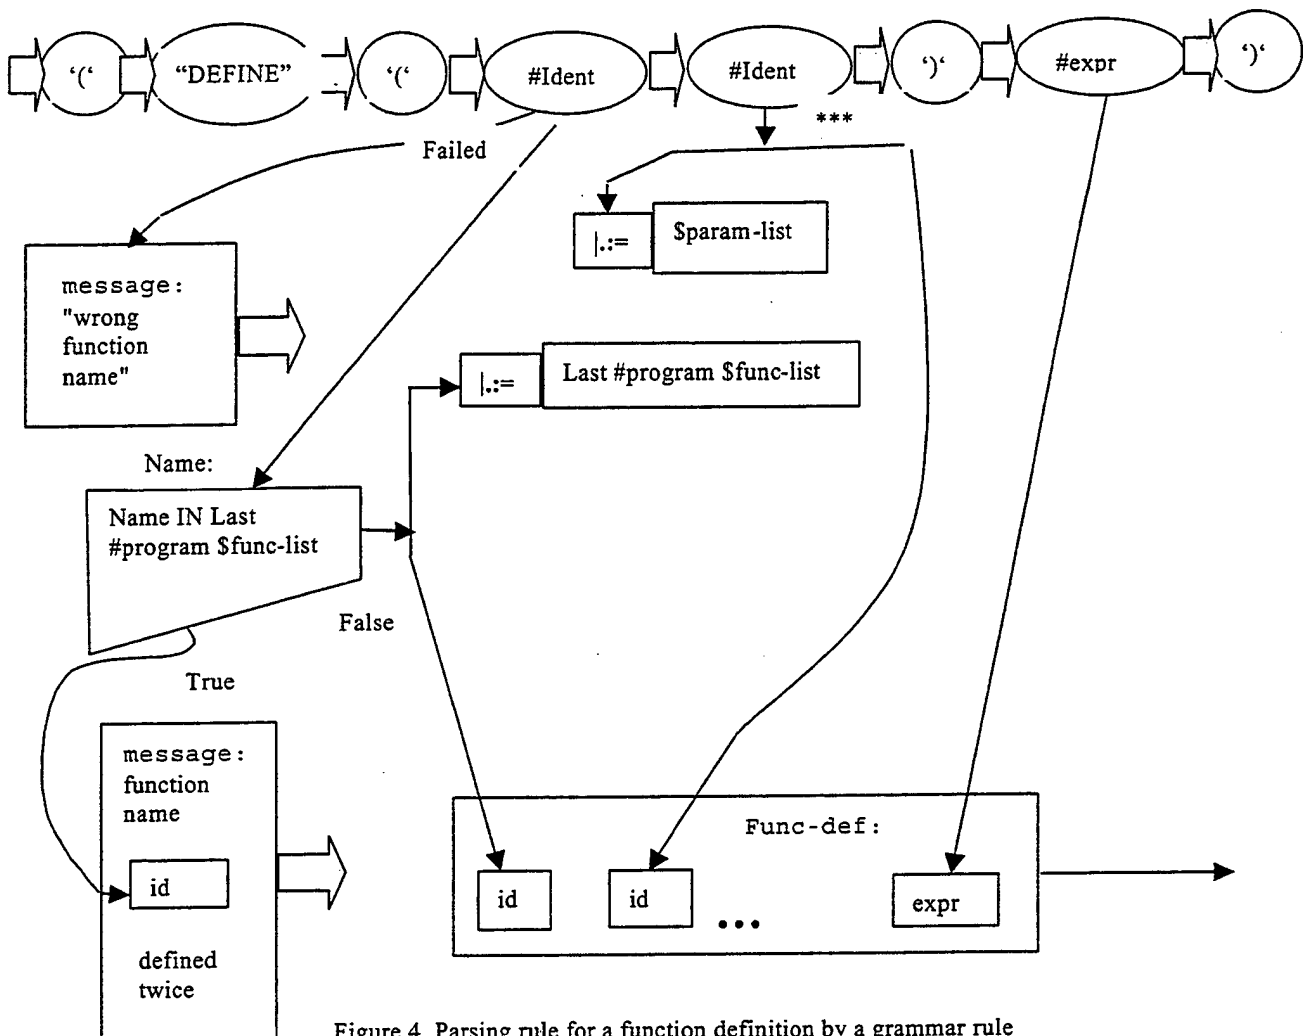 ‘(‘
“DEFINE”
‘(‘
#Ident
#Ident
‘)‘
#expr
‘)‘
***
Failed
|.:=
$param-list
message:
"wrong
function
name"
|.:=
Last #program $func-list
Name:
Name IN Last
#program $func-list
False
True
message:
function
name
id
defined
twice
Func-def:
id
id
...
expr
Figure 4. Parsing rule for a function definition by a grammar rule